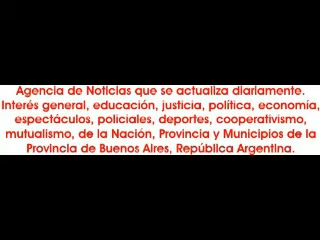 Agencia de Noticias que se actualiza diariamente.
Interés general, educación, justicia, política, economía,
espectáculos, policiales, deportes, cooperativismo,
mutualismo, de la Nación, Provincia y Municipios de la
Provincia de Buenos Aires, República Argentina.